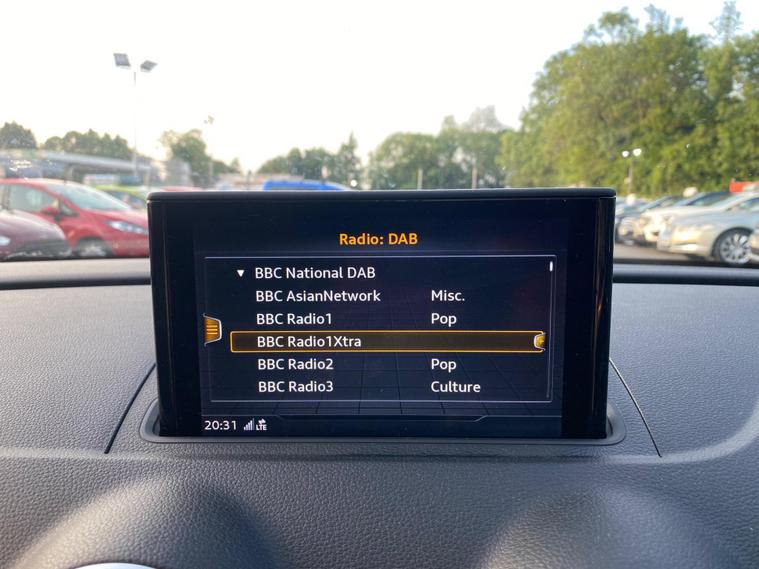 Radio: DAB
▼ BBC National DAB
BBC AsianNetwork Misc.
BBC Radio1 Pop
BBC Radio1Xtra
BBC Radio2 Pop
BBC Radio3 Culture
20:31 LTE